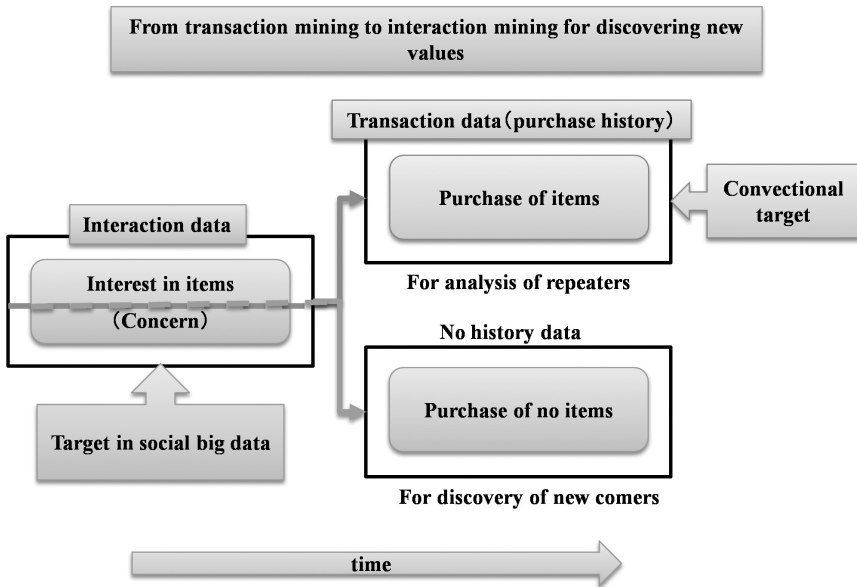 From transaction mining to interaction mining for discovering new
values
Transaction data(purchase history)
Purchase of items
Convectional
target
Interaction data
Interest in items
(Concern)
For analysis of repeaters
No history data
Purchase of no items
Target in social big data
For discovery of new comers
time